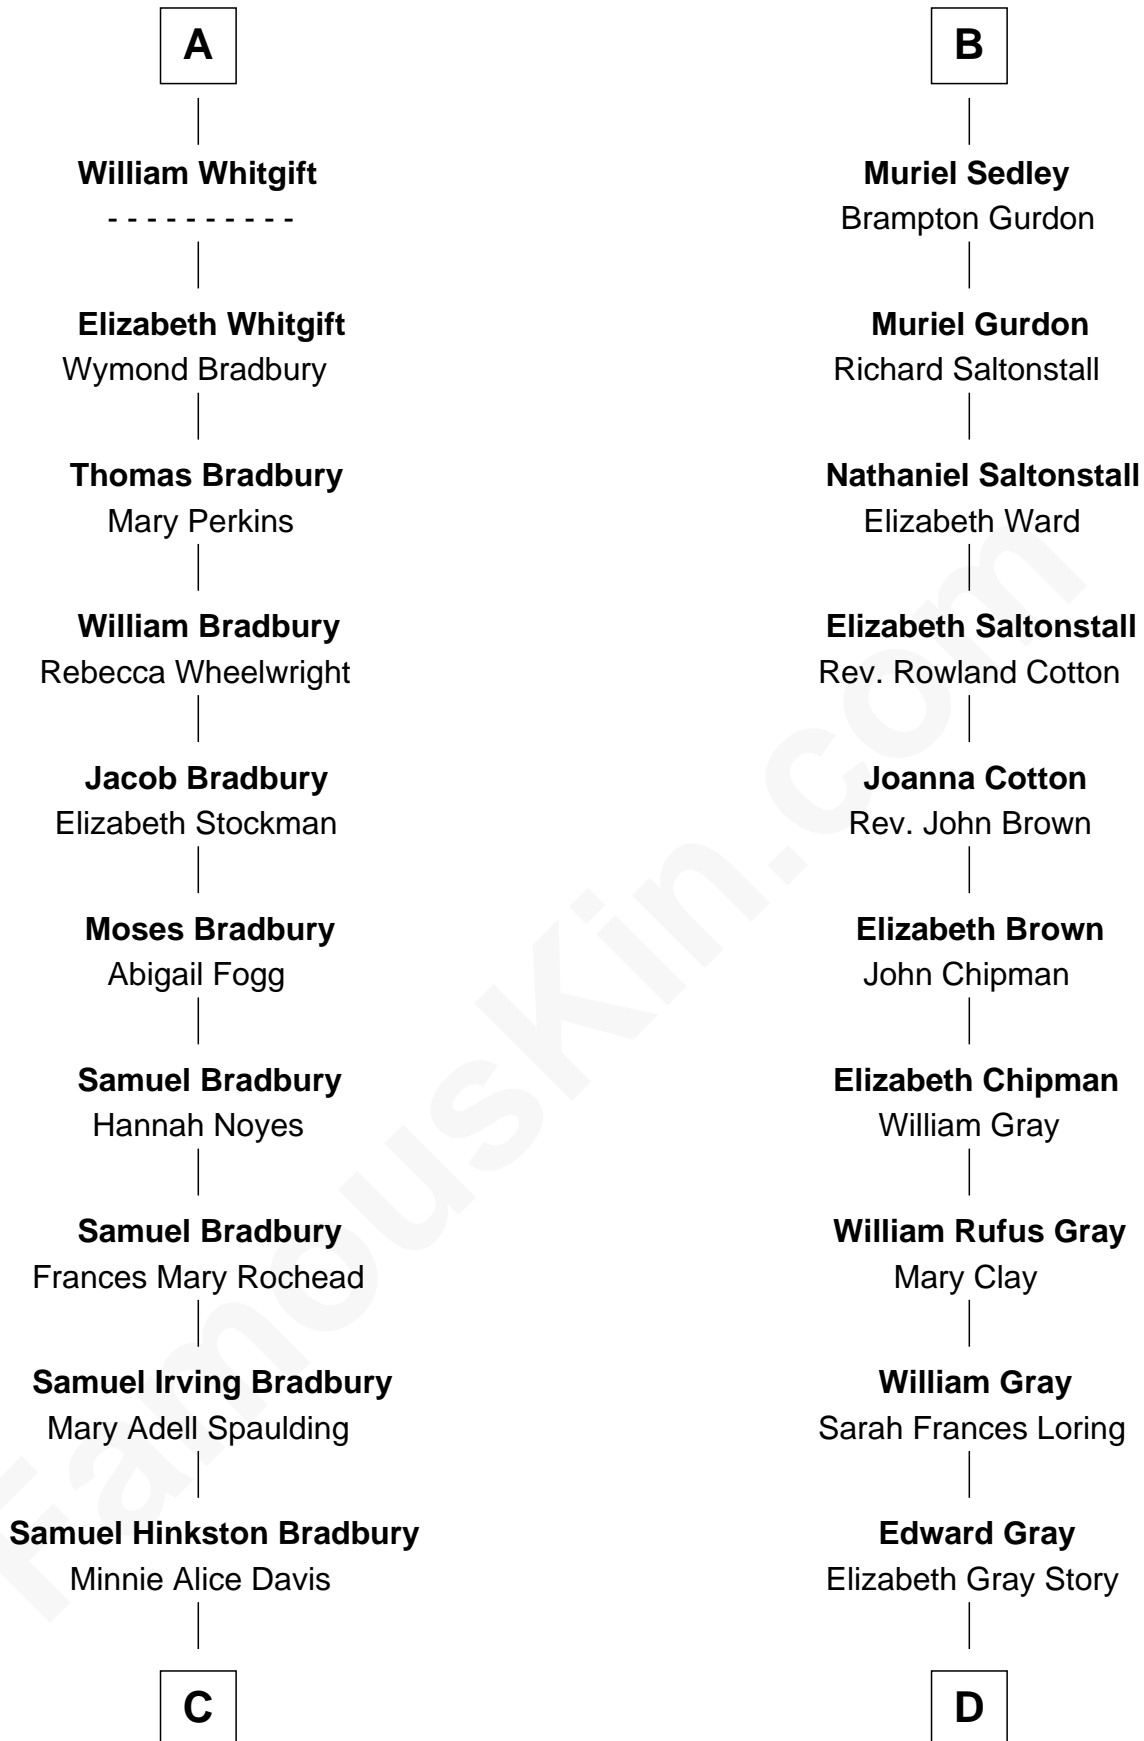 A
William Whitgift
- - - - - - - - - -
Elizabeth Whitgift
Wymond Bradbury
Thomas Bradbury
Mary Perkins
William Bradbury
Rebecca Wheelwright
Jacob Bradbury
Elizabeth Stockman
Moses Bradbury
Abigail Fogg
Samuel Bradbury
Hannah Noyes
Samuel Bradbury
Frances Mary Rochead
Samuel Irving Bradbury
Mary Adell Spaulding
Samuel Hinkston Bradbury
Minnie Alice Davis
C
B
Muriel Sedley
Brampton Gurdon
Muriel Gurdon
Richard Saltonstall
Nathaniel Saltonstall
Elizabeth Ward
Elizabeth Saltonstall
Rev. Rowland Cotton
Joanna Cotton
Rev. John Brown
Elizabeth Brown
John Chipman
Elizabeth Chipman
William Gray
William Rufus Gray
Mary Clay
William Gray
Sarah Frances Loring
Edward Gray
Elizabeth Gray Story
D
FamousKin.com